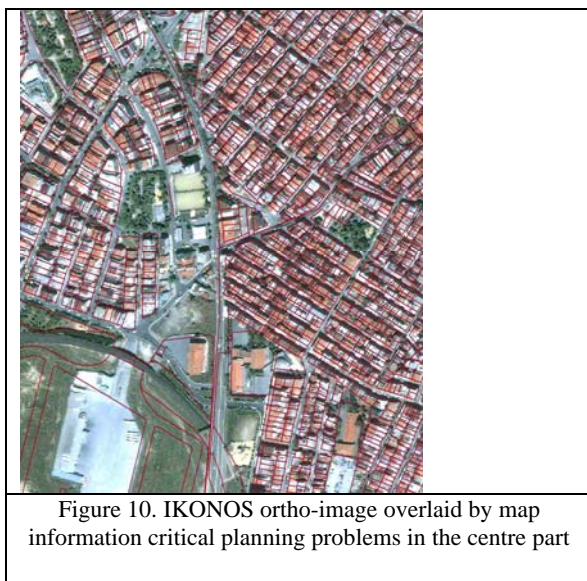 Figure 10. IKONOS ortho-image overlaid by map
information critical planning problems in the centre part